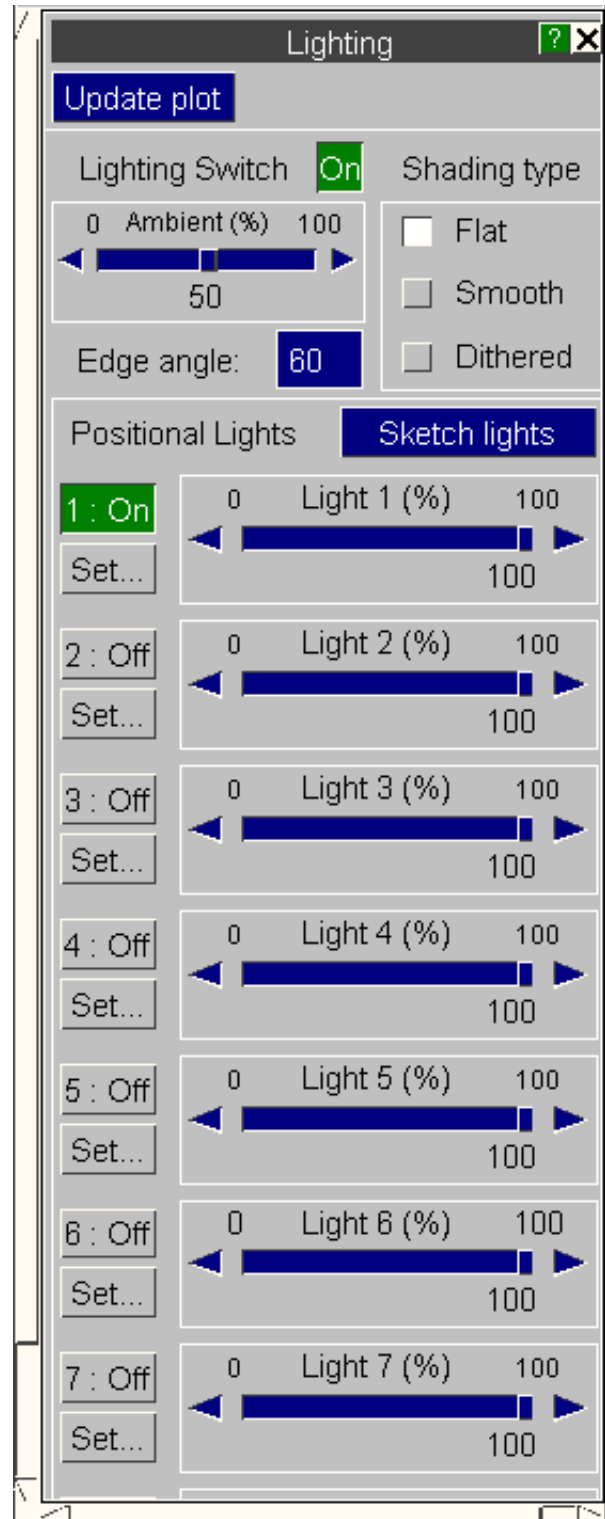 Lighting ?
Update plot
Lighting Switch On Shading type
0 Ambient (%) 100
50
Flat
Smooth
Dithered
Edge angle: 60
Positional Lights Sketch lights
1 : On 0 Light 1 (%) 100
Set... 100
2 : Off 0 Light 2 (%) 100
Set... 100
3 : Off 0 Light 3 (%) 100
Set... 100
4 : Off 0 Light 4 (%) 100
Set... 100
5 : Off 0 Light 5 (%) 100
Set... 100
6 : Off 0 Light 6 (%) 100
Set... 100
7 : Off 0 Light 7 (%) 100
Set... 100